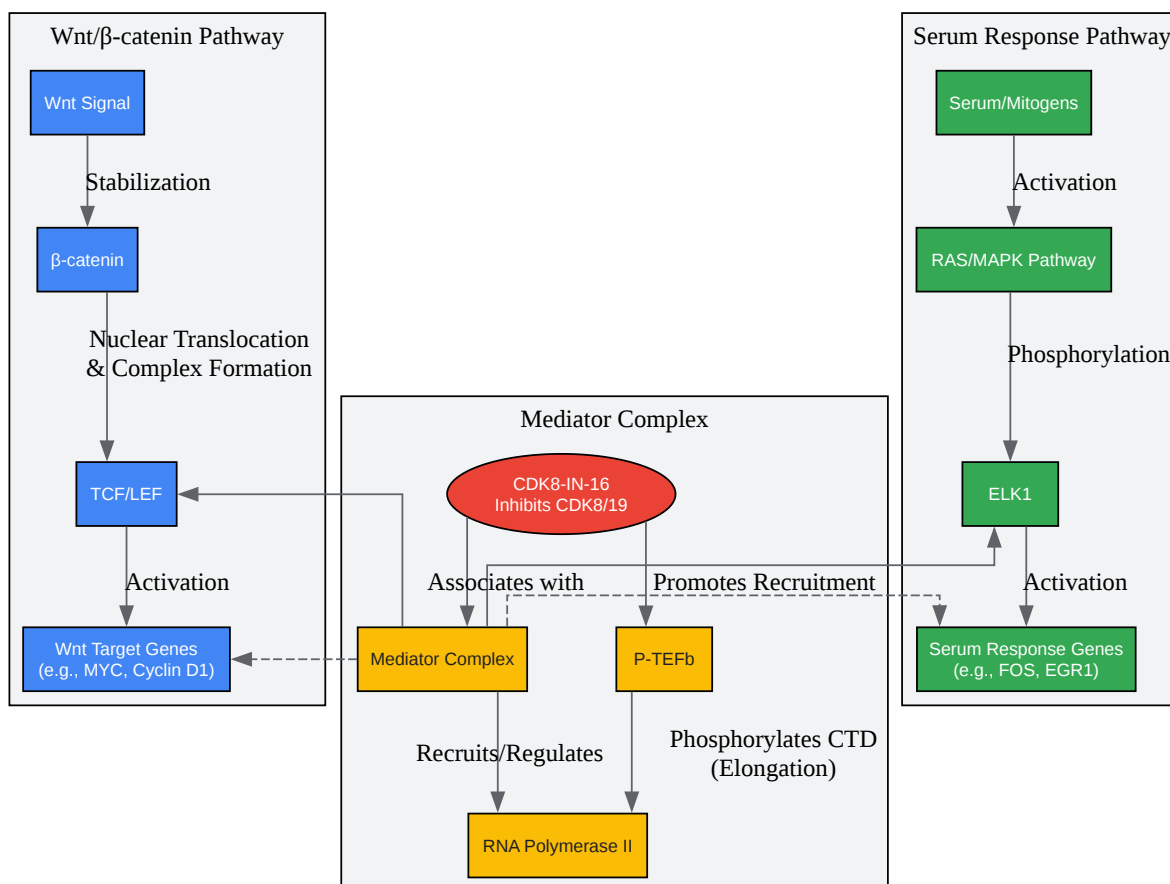 Wnt/β-catenin Pathway
Wnt Signal
Stabilization
β-catenin
Nuclear Translocation
& Complex Formation
TCF/LEF
Activation
Wnt Target Genes
(e.g., MYC, Cyclin D1)
Mediator Complex
CDK8-IN-16
Inhibits CDK8/19
Associates with
Promotes Recruitment
Mediator Complex
P-TEFb
Recruits/Regulates
Phosphorylates CTD
(Elongation)
RNA Polymerase II
Serum Response Pathway
Serum/Mitogens
Activation
RAS/MAPK Pathway
Phosphorylation
ELK1
Activation
Serum Response Genes
(e.g., FOS, EGR1)